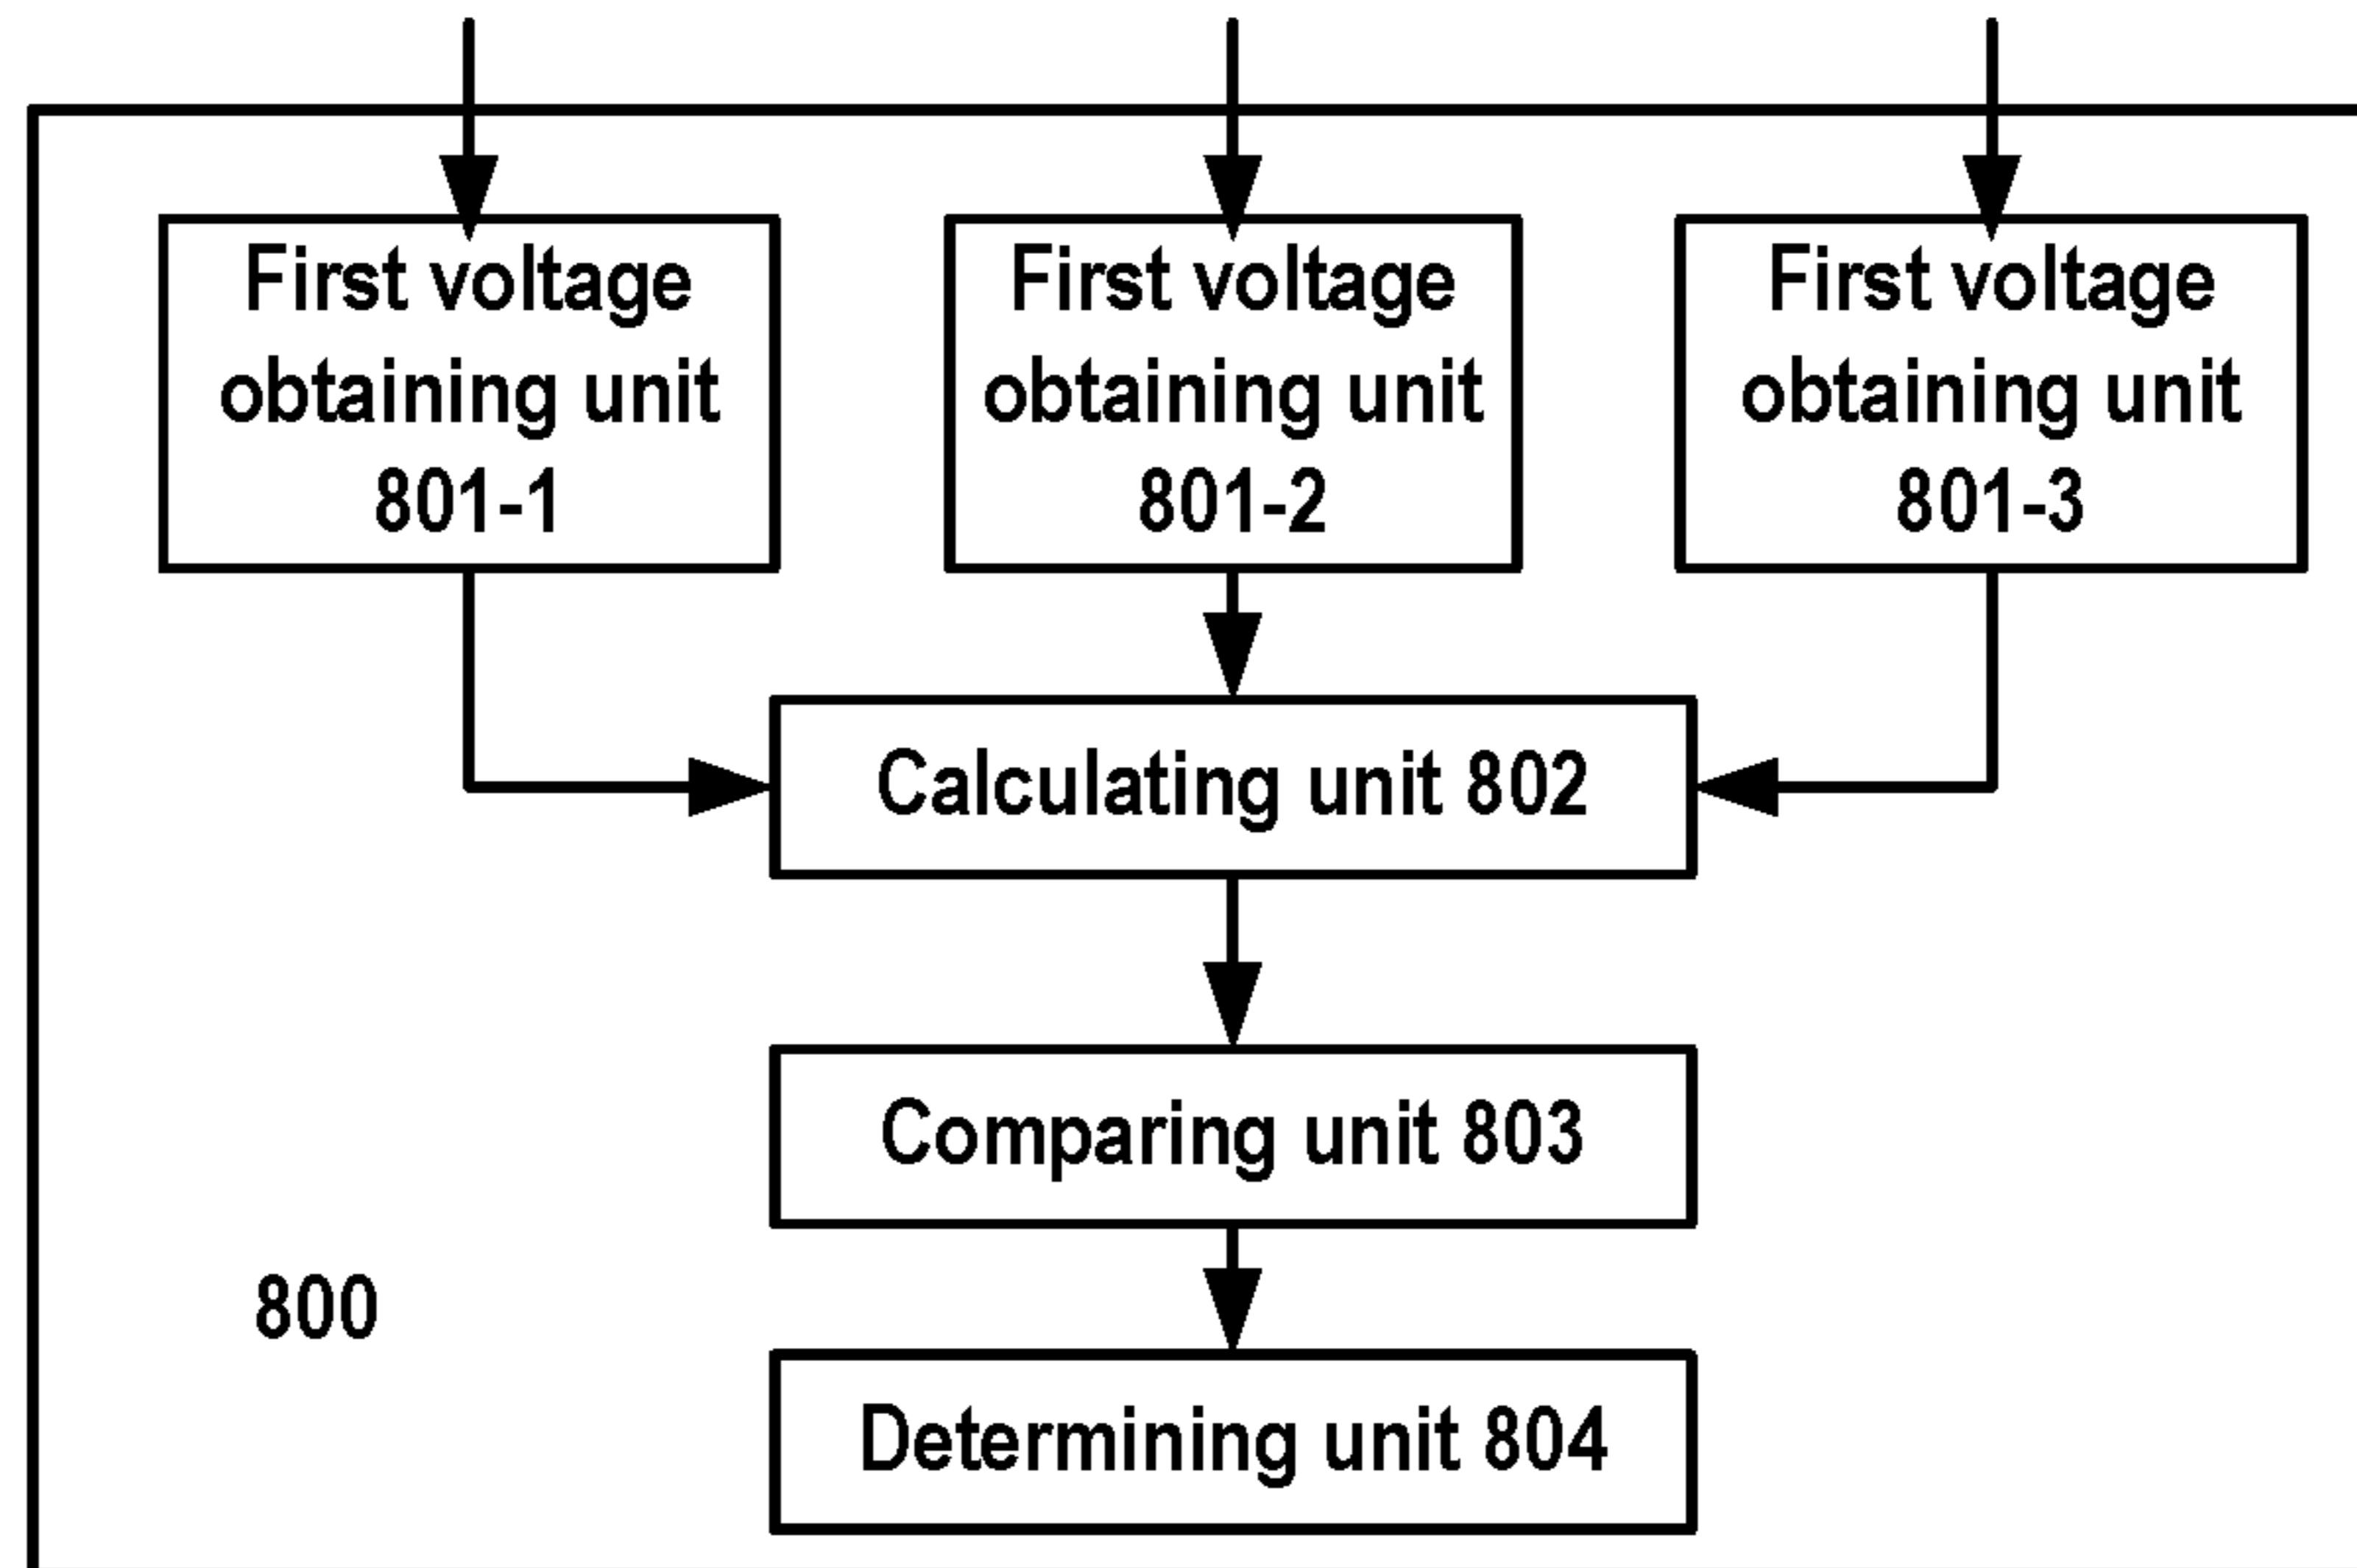 First voltage
obtaining unit
801-1
First voltage
obtaining unit
801-2
First voltage
obtaining unit
801-3
Calculating unit 802
Comparing unit 803
800
Determining unit 804